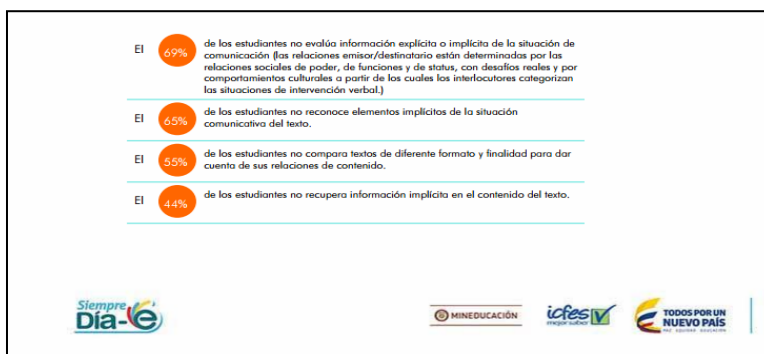 El 69% de los estudiantes no evalúa información explícita o implícita de la situación de
comunicación (las relaciones emisor/destinatario están determinadas por las
relaciones sociales de poder, de funciones y de status, con desafíos reales y por
comportamientos culturales a partir de los cuales los interlocutores categorizan
las situaciones de intervención verbal.)
El 65% de los estudiantes no reconoce elementos implícitos de la situación
comunicativa del texto.
El 55% de los estudiantes no compara textos de diferente formato y finalidad para dar
cuenta de sus relaciones de contenido.
El 44% de los estudiantes no recupera información implícita en el contenido del texto.
Siempre
Día-e
MINEDUCACIÓN
icfes
mejor saber
TODOS POR UN
NUEVO PAÍS
PAZ EQUIDAD EDUCACIÓN